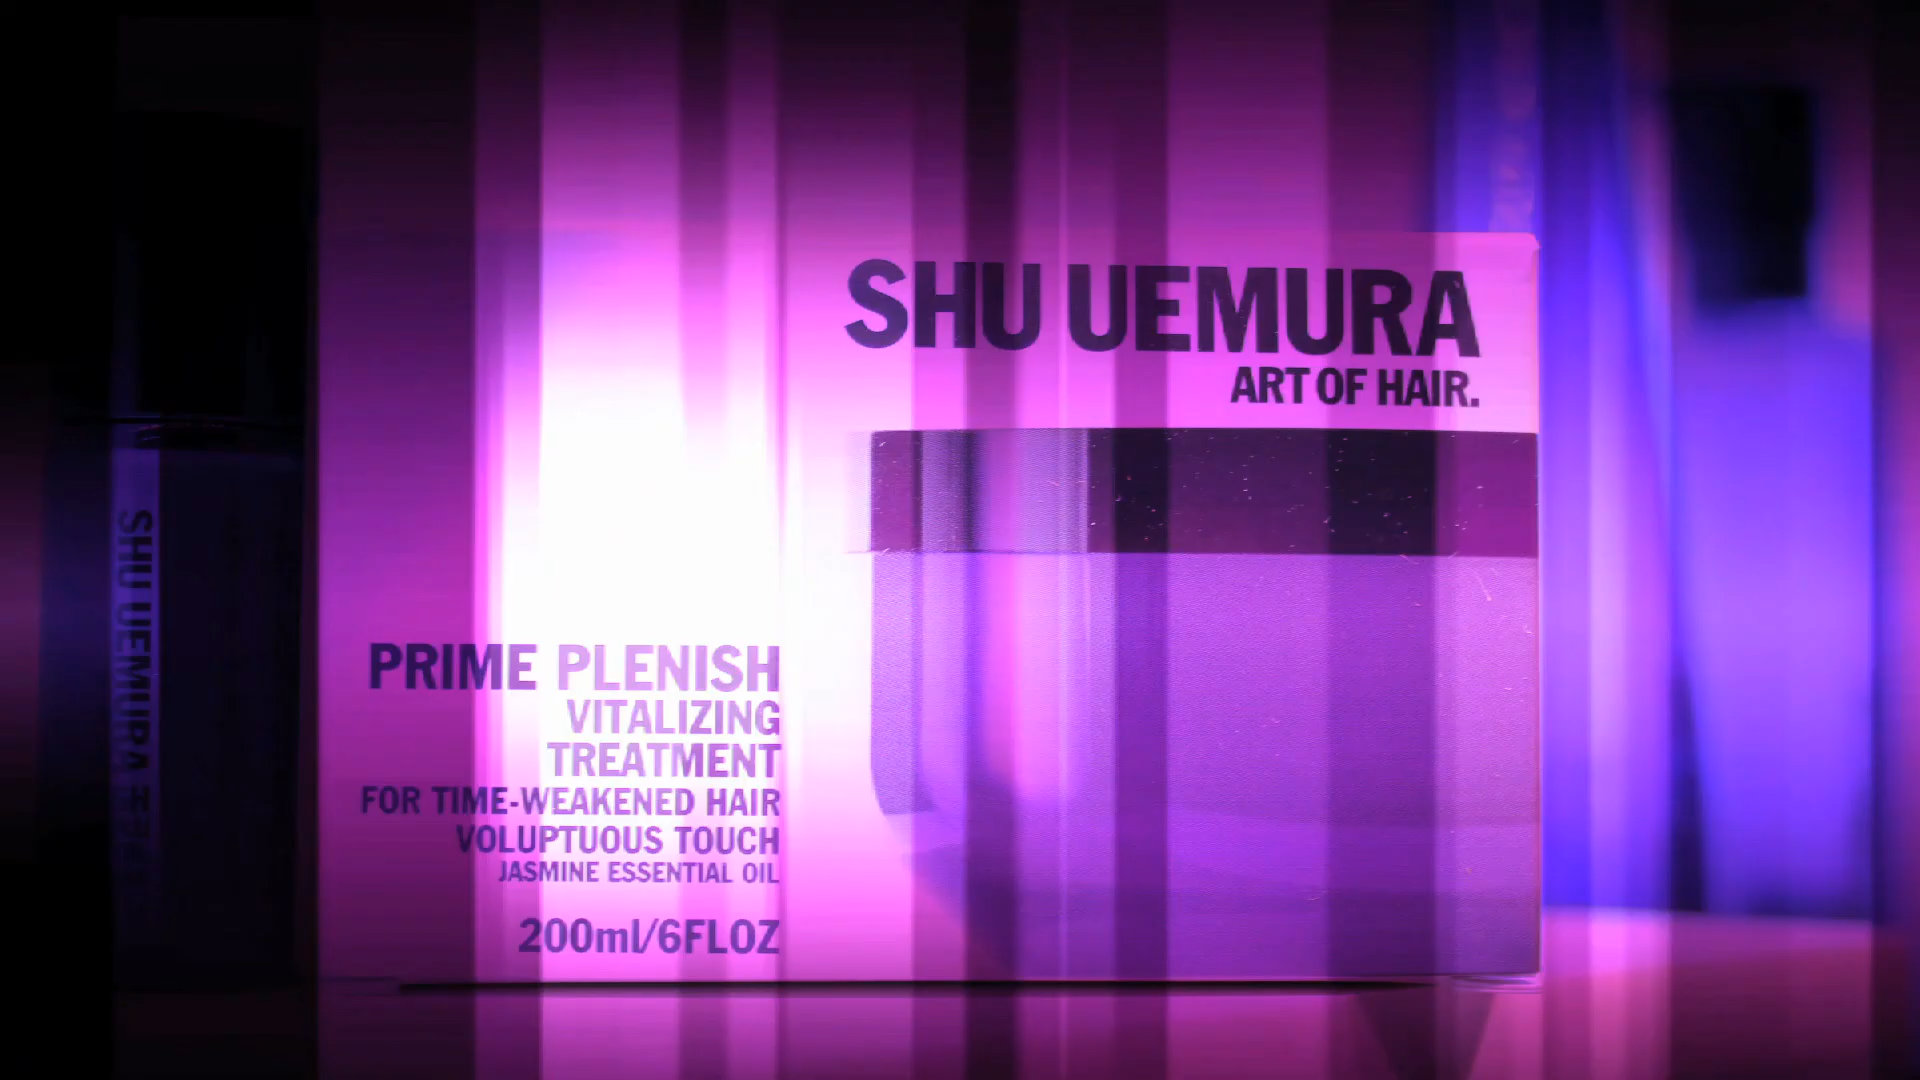 SHU UEMURA
ART OF HAIR.
PRIME PLENISH
VITALIZING
TREATMENT
FOR TIME-WEAKENED HAIR
VOLUPTUOUS TOUCH
JASMINE ESSENTIAL OIL
200ml/6FLOZ
SHU UEMURA